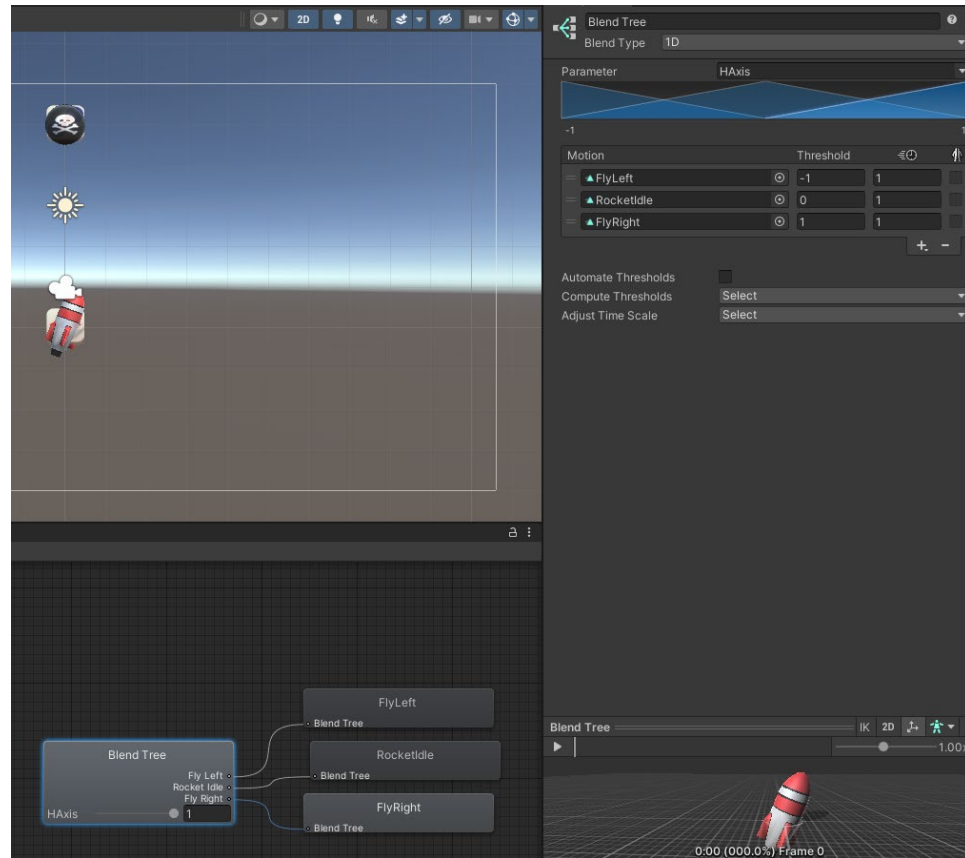 2D
Blend Tree
Blend Type 1D
Parameter HAxis
-1 1
Motion Threshold
FlyLeft -1 1
RocketIdle 0 1
FlyRight 1 1
Automate Thresholds
Compute Thresholds Select
Adjust Time Scale Select
FlyLeft
Blend Tree
RocketIdle
Blend Tree
FlyRight
Blend Tree
Blend Tree
Fly Left
Rocket Idle
Fly Right
HAxis 1
Blend Tree IK 2D
1.00x
0:00 (000.0%) Frame 0